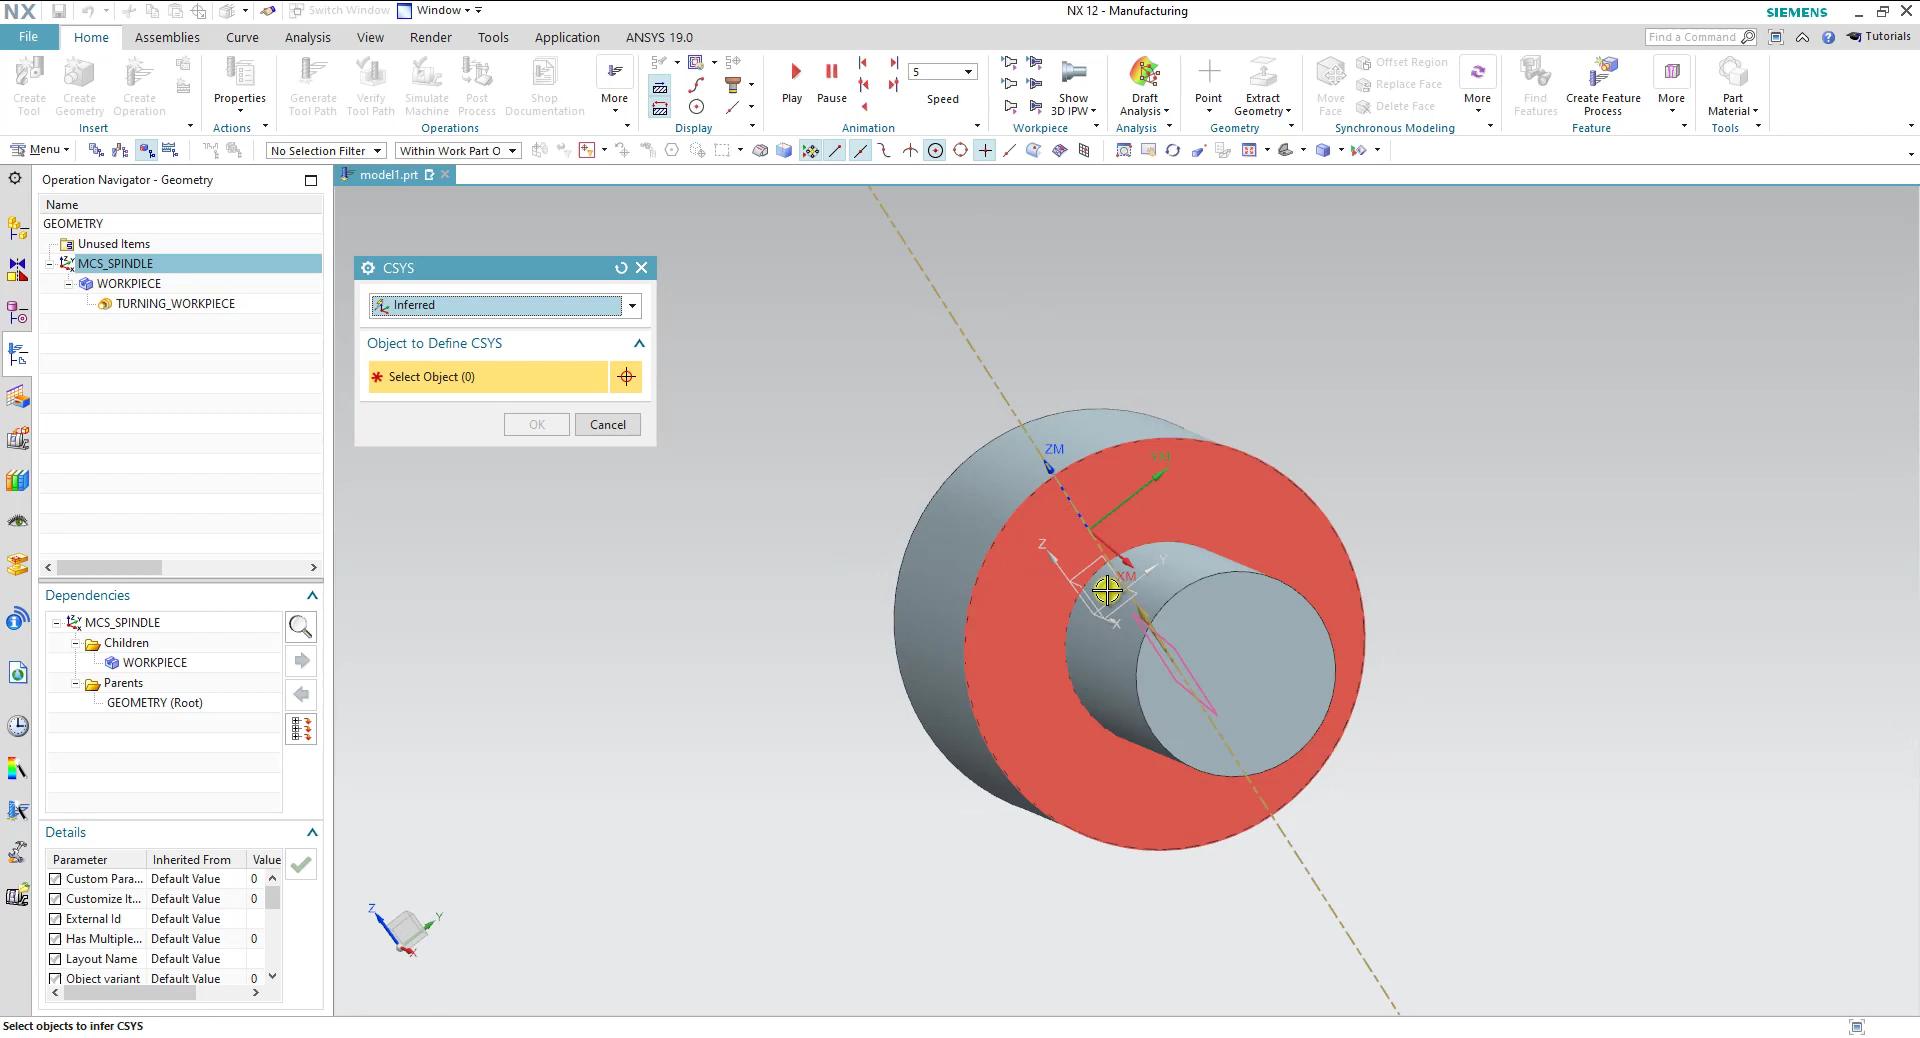 NX
Switch Window
Window
NX 12 - Manufacturing
SIEMENS
File
Home
Assemblies
Curve
Analysis
View
Render
Tools
Application
ANSYS 19.0
Find a Command
Tutorials
Create Tool
Create Geometry
Create Operation
Insert
Properties
Actions
Generate Tool Path
Verify Tool Path
Simulate Machine
Post Process
Shop Documentation
More
Operations
Display
Play
Pause
5
Speed
Animation
Show 3D IPW
Workpiece
Draft Analysis
Analysis
Point
Extract Geometry
Geometry
Move Face
Offset Region
Replace Face
Delete Face
More
Synchronous Modeling
Find Features
Create Feature Process
More
Feature
Part Material
Tools
Menu
No Selection Filter
Within Work Part O
Operation Navigator - Geometry
model1.prt
Name
GEOMETRY
Unused Items
MCS_SPINDLE
WORKPIECE
TURNING_WORKPIECE
CSYS
Inferred
Object to Define CSYS
* Select Object (0)
OK
Cancel
ZM
YM
XM
Z
Y
X
Dependencies
MCS_SPINDLE
Children
WORKPIECE
Parents
GEOMETRY (Root)
Details
Parameter Inherited From Value
Custom Para... Default Value 0
Customize It... Default Value 0
External Id Default Value
Has Multiple... Default Value 0
Layout Name Default Value
Object variant Default Value 0
Z
Y
X
Select objects to infer CSYS